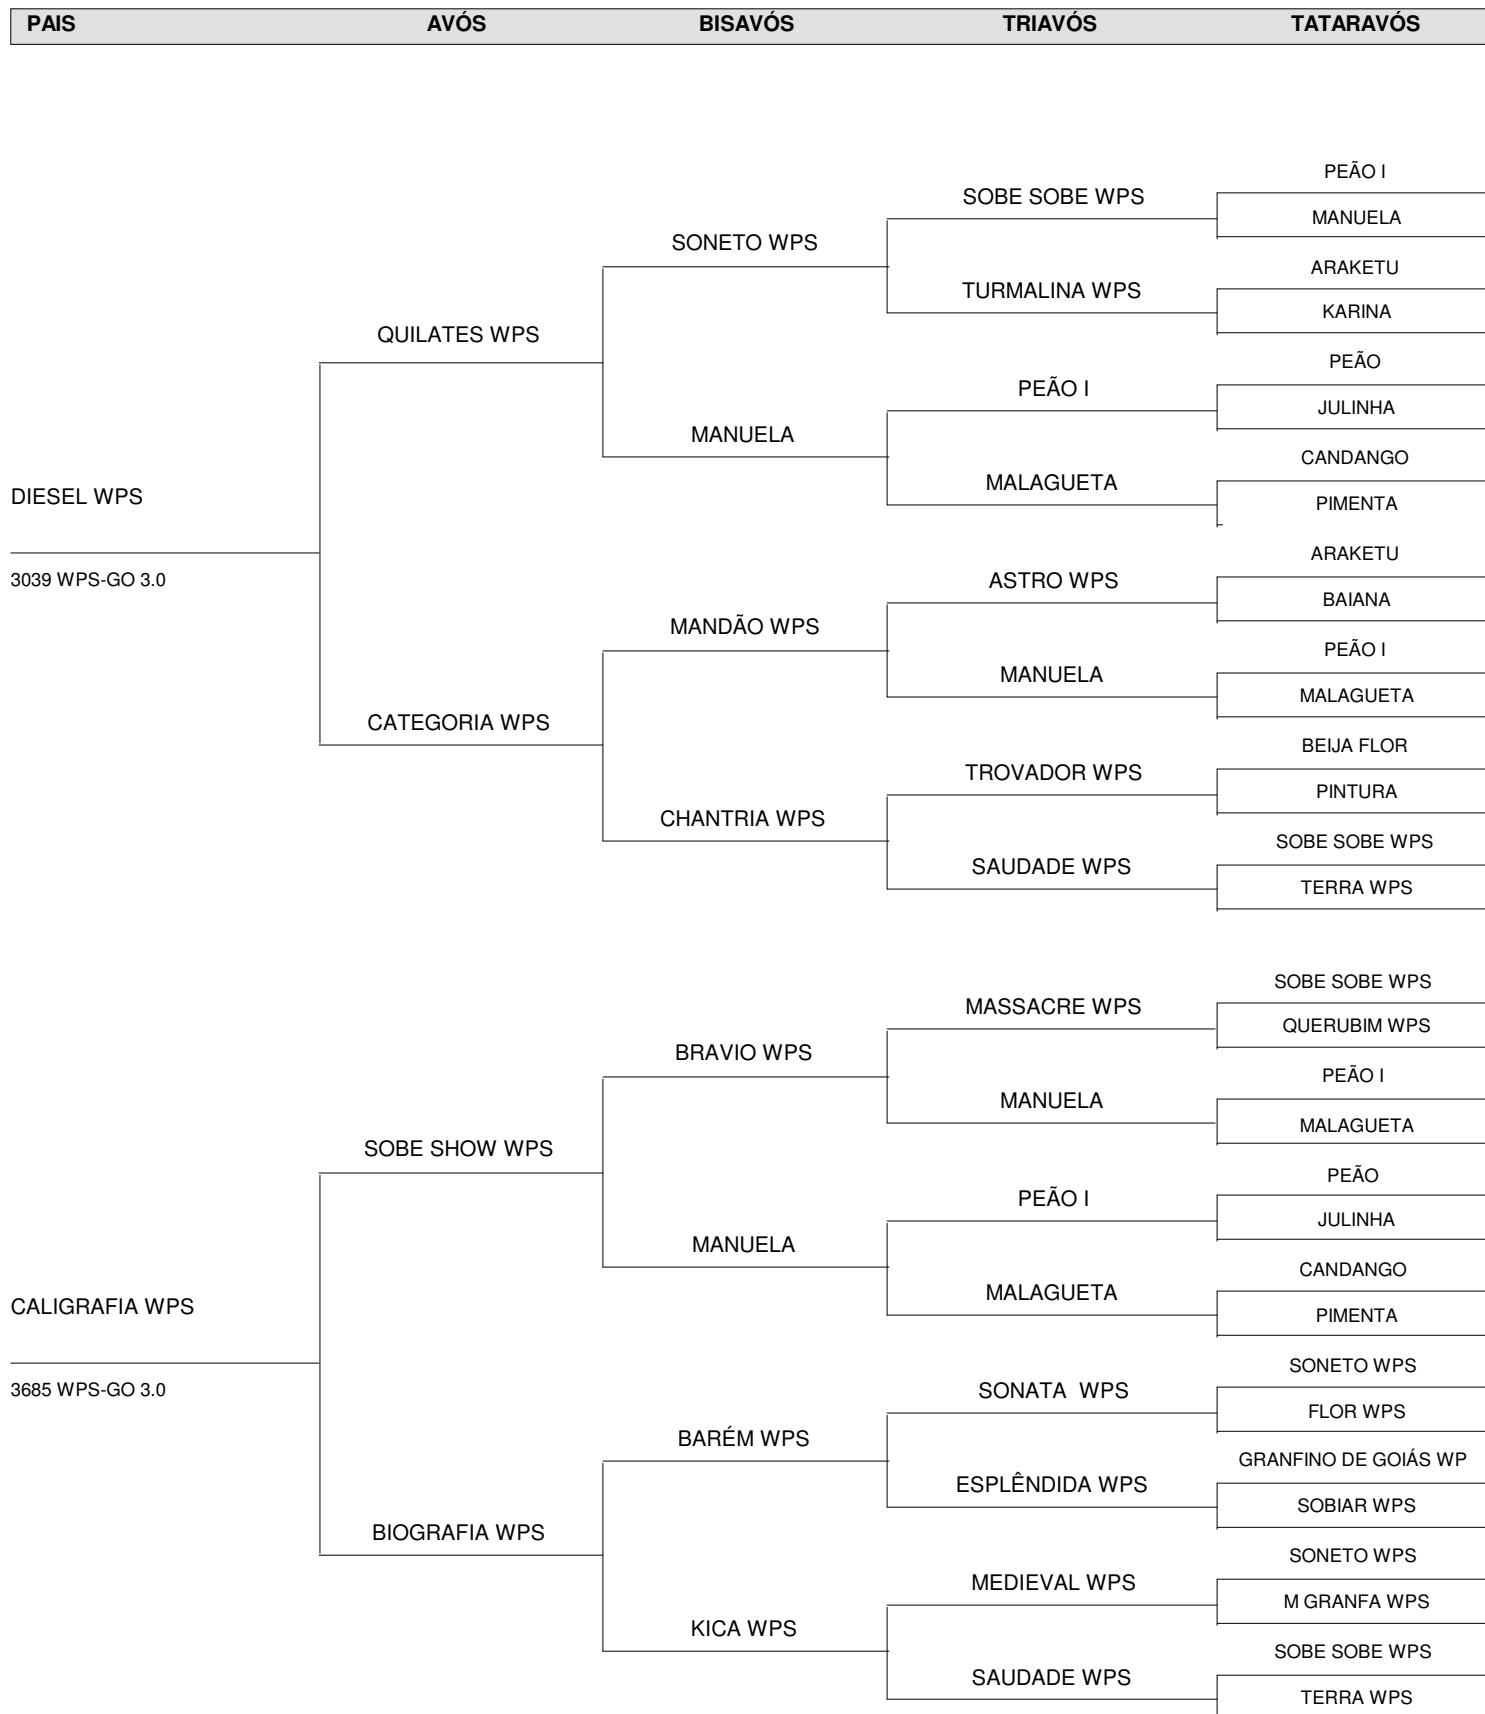 PAIS AVÓS BISAVÓS TRIAVÓS TATARAVÓS
PEÃO I
SOBE SOBE WPS
MANUELA
SONETO WPS
ARAKETU
TURMALINA WPS
KARINA
QUILATES WPS
PEÃO
PEÃO I
JULINHA
MANUELA
CANDANGO
MALAGUETA
DIESEL WPS
PIMENTA
ARAKETU
3039 WPS-GO 3.0
ASTRO WPS
BAIANA
MANDÃO WPS
PEÃO I
MANUELA
MALAGUETA
CATEGORIA WPS
BEIJA FLOR
TROVADOR WPS
PINTURA
CHANTRIA WPS
SOBE SOBE WPS
SAUDADE WPS
TERRA WPS
SOBE SOBE WPS
MASSACRE WPS
QUERUBIM WPS
BRAVIO WPS
PEÃO I
MANUELA
MALAGUETA
SOBE SHOW WPS
PEÃO
PEÃO I
JULINHA
MANUELA
CANDANGO
MALAGUETA
CALIGRAFIA WPS
PIMENTA
SONETO WPS
3685 WPS-GO 3.0
SONATA WPS
FLOR WPS
BARÉM WPS
GRANFINO DE GOIÁS WP
ESPLÊNDIDA WPS
SOBIAR WPS
BIOGRAFIA WPS
SONETO WPS
MEDIEVAL WPS
M GRANFA WPS
KICA WPS
SOBE SOBE WPS
SAUDADE WPS
TERRA WPS